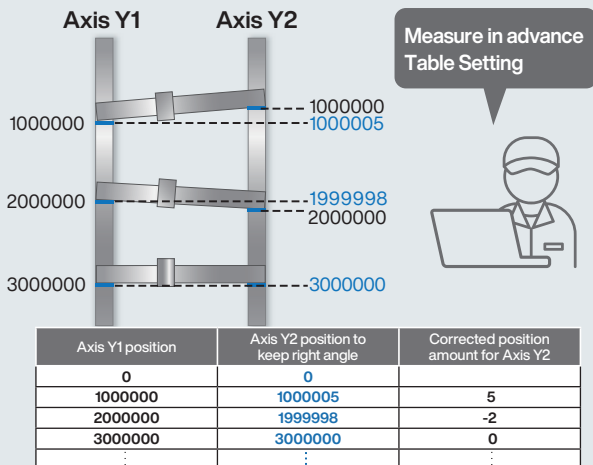 Axis Y1
Axis Y2
Measure in advance
Table Setting
1000000
1000000
1000005
2000000
1999998
2000000
3000000
3000000
Axis Y1 position
Axis Y2 position to
keep right angle
Corrected position
amount for Axis Y2
0 0
1000000 1000005 5
2000000 1999998 -2
3000000 3000000 0